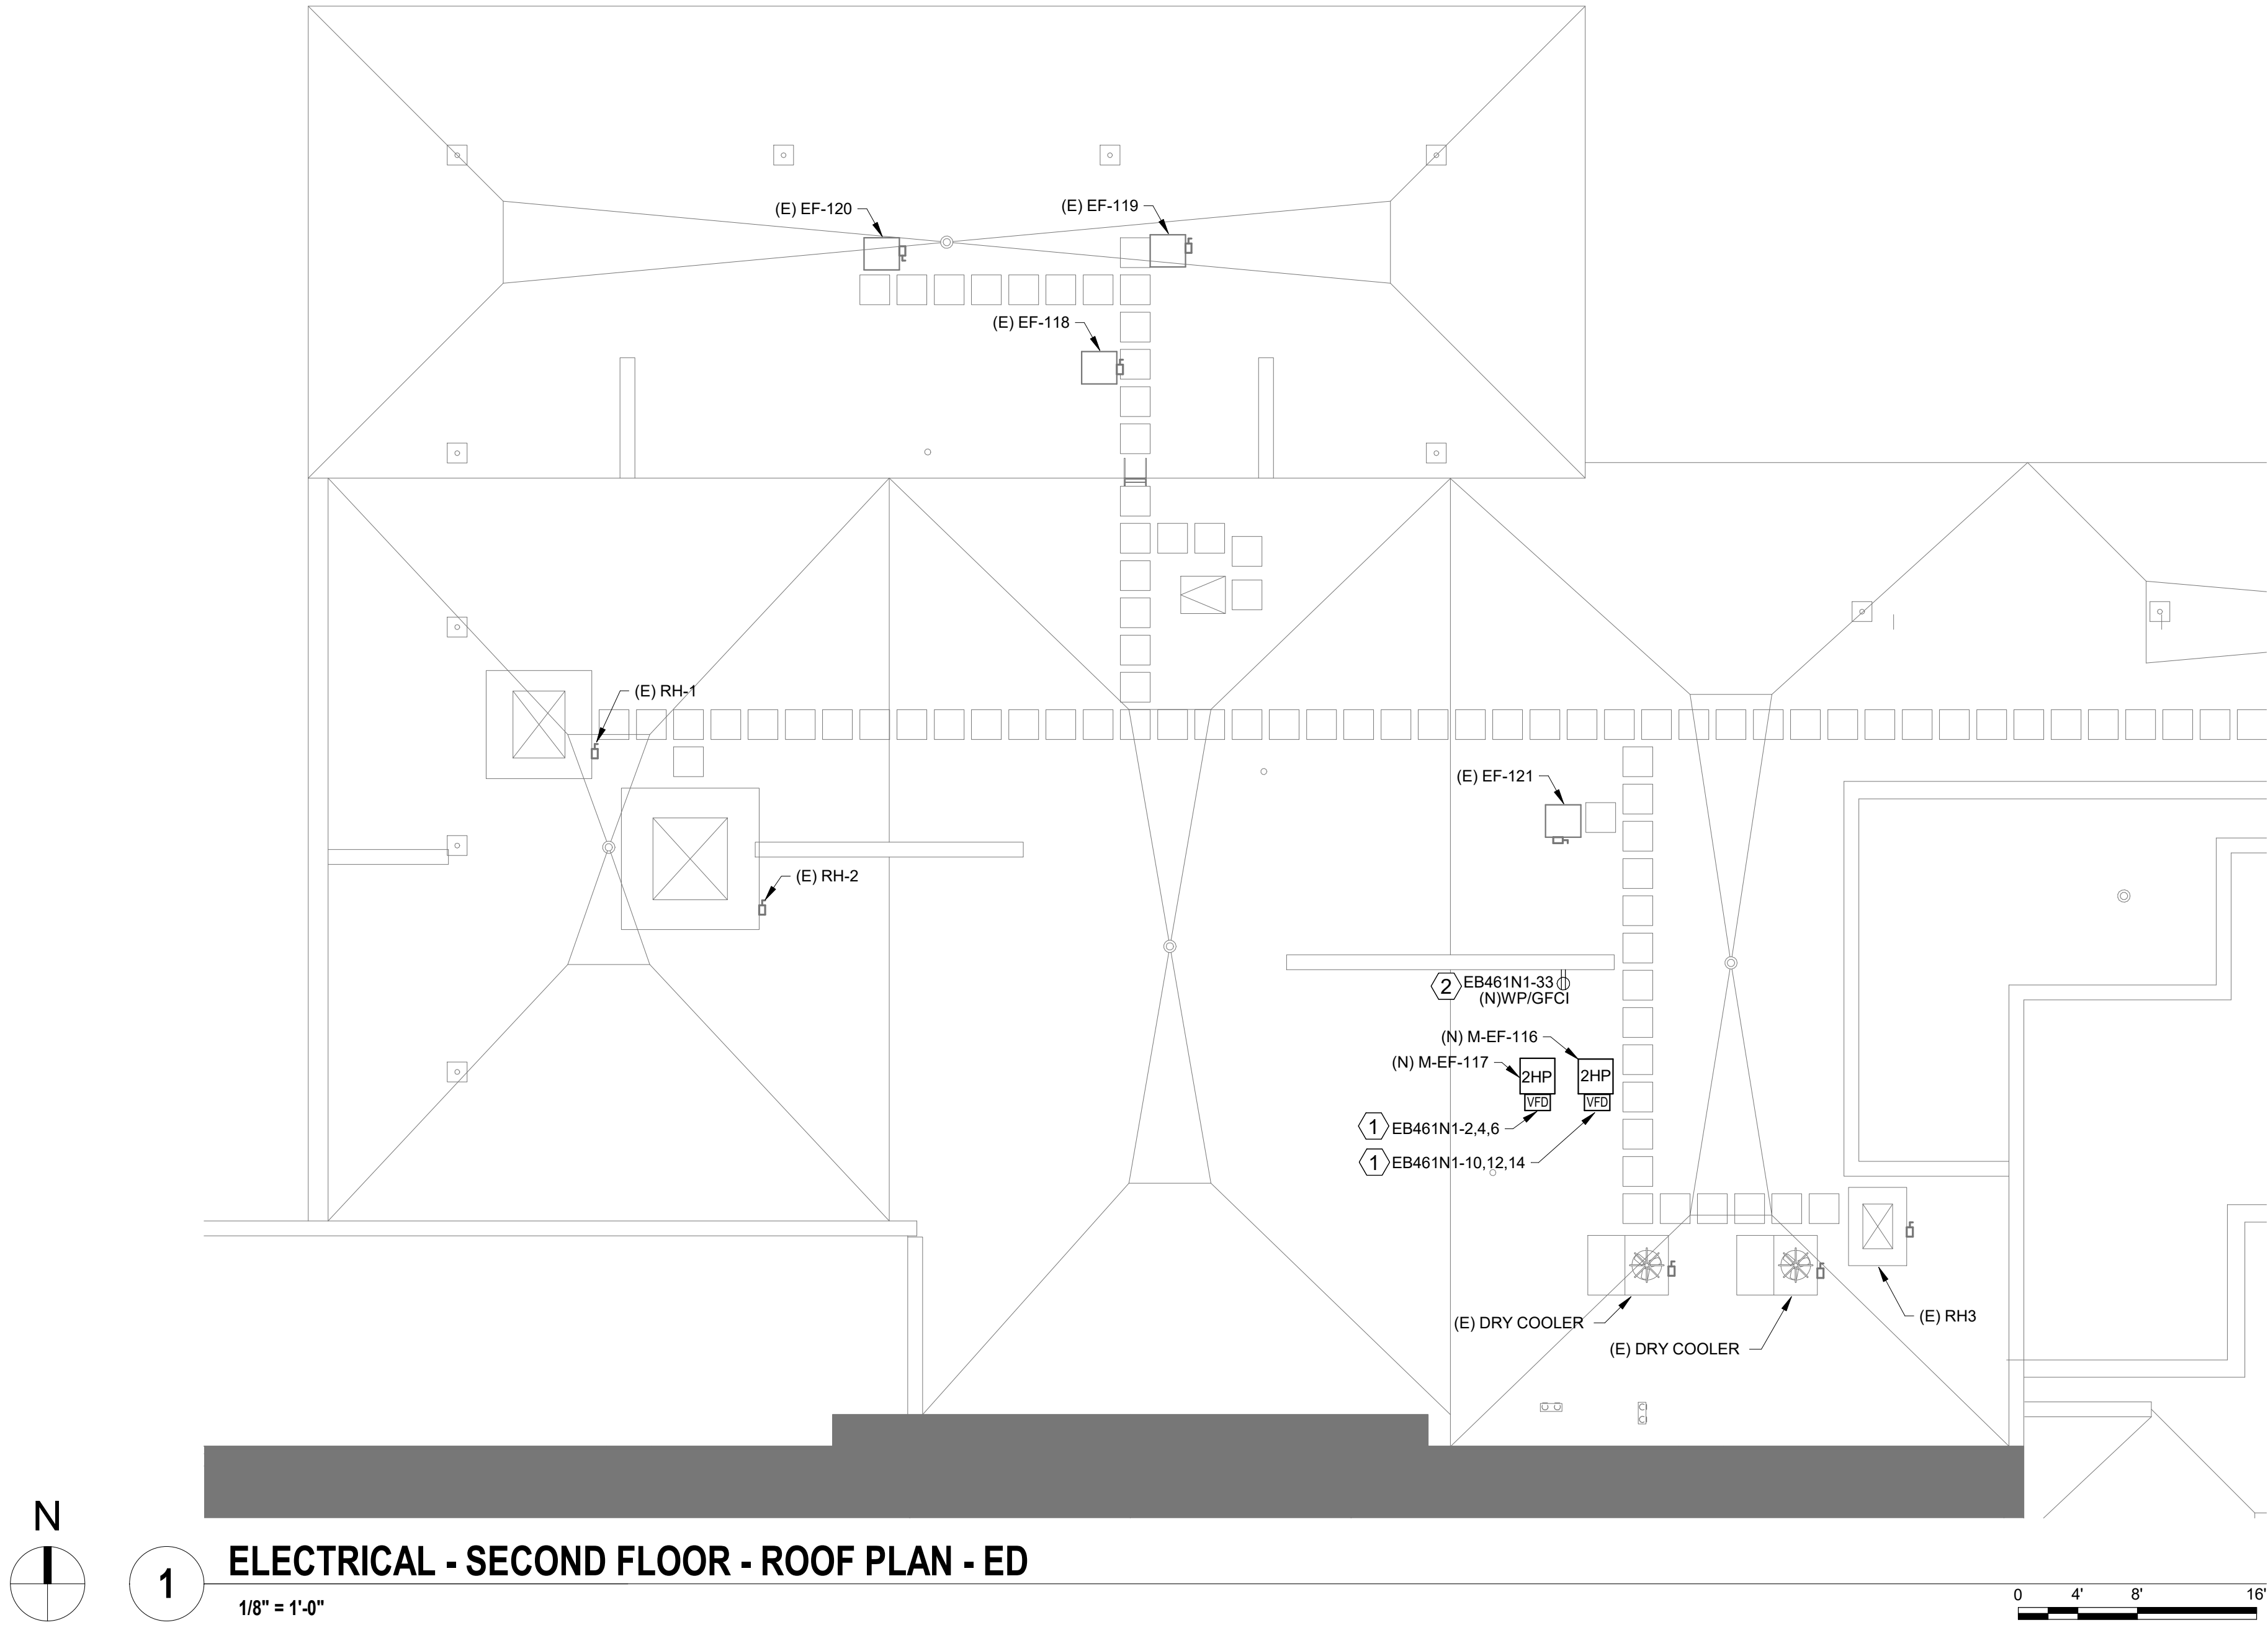 (E) EF-120
(E) EF-119
(E) EF-118
(E) RH-1
(E) EF-121
(E) RH-2
2 EB461N1-33
(N)WP/GFCI
(N) M-EF-116
(N) M-EF-117
2HP
2HP
VFD
VFD
1 EB461N1-2,4,6
1 EB461N1-10,12,14
(E) RH3
(E) DRY COOLER
(E) DRY COOLER
N
1
ELECTRICAL - SECOND FLOOR - ROOF PLAN - ED
1/8" = 1'-0"
0 4' 8' 16'